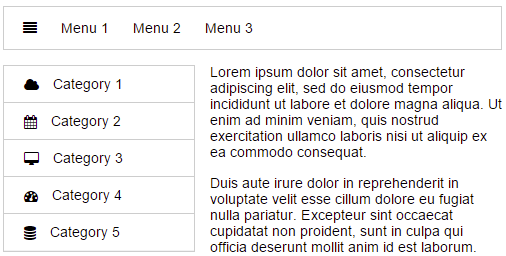 Menu 1 Menu 2 Menu 3
Category 1
Category 2
Category 3
Category 4
Category 5
Lorem ipsum dolor sit amet, consectetur
adipiscing elit, sed do eiusmod tempor
incididunt ut labore et dolore magna aliqua. Ut
enim ad minim veniam, quis nostrud
exercitation ullamco laboris nisi ut aliquip ex
ea commodo consequat.
Duis aute irure dolor in reprehenderit in
voluptate velit esse cillum dolore eu fugiat
nulla pariatur. Excepteur sint occaecat
cupidatat non proident, sunt in culpa qui
officia deserunt mollit anim id est laborum.